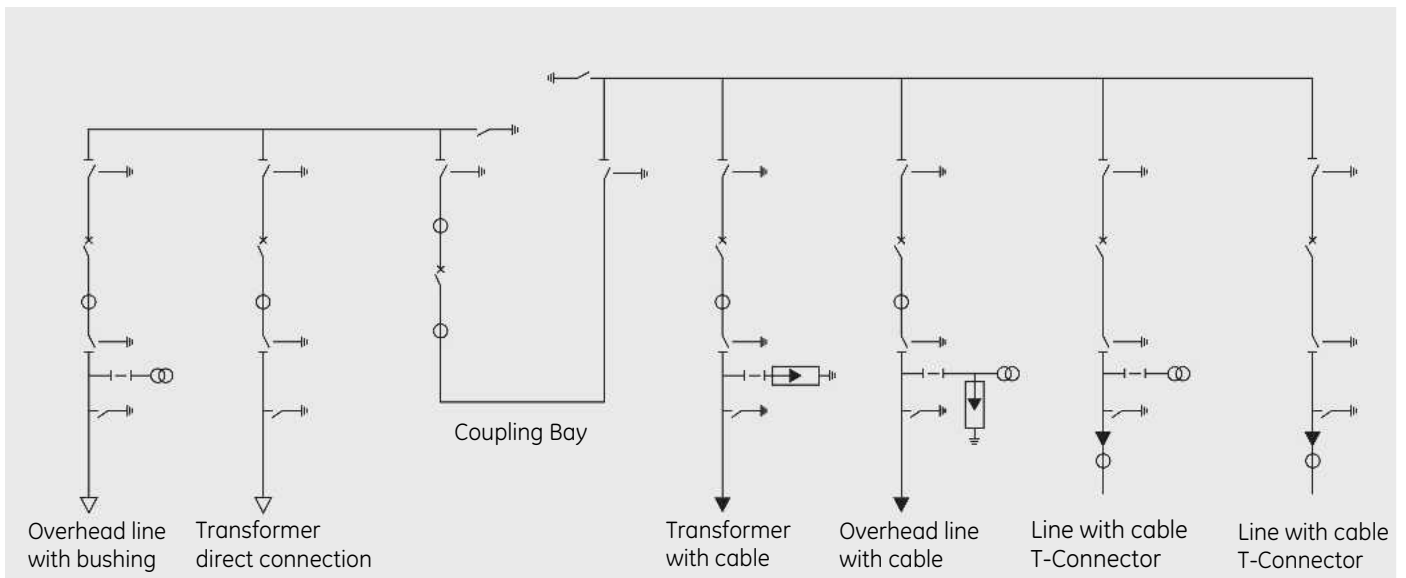 Coupling Bay
Overhead line
with bushing
Transformer
direct connection
Transformer
with cable
Overhead line
with cable
Line with cable
T-Connector
Line with cable
T-Connector